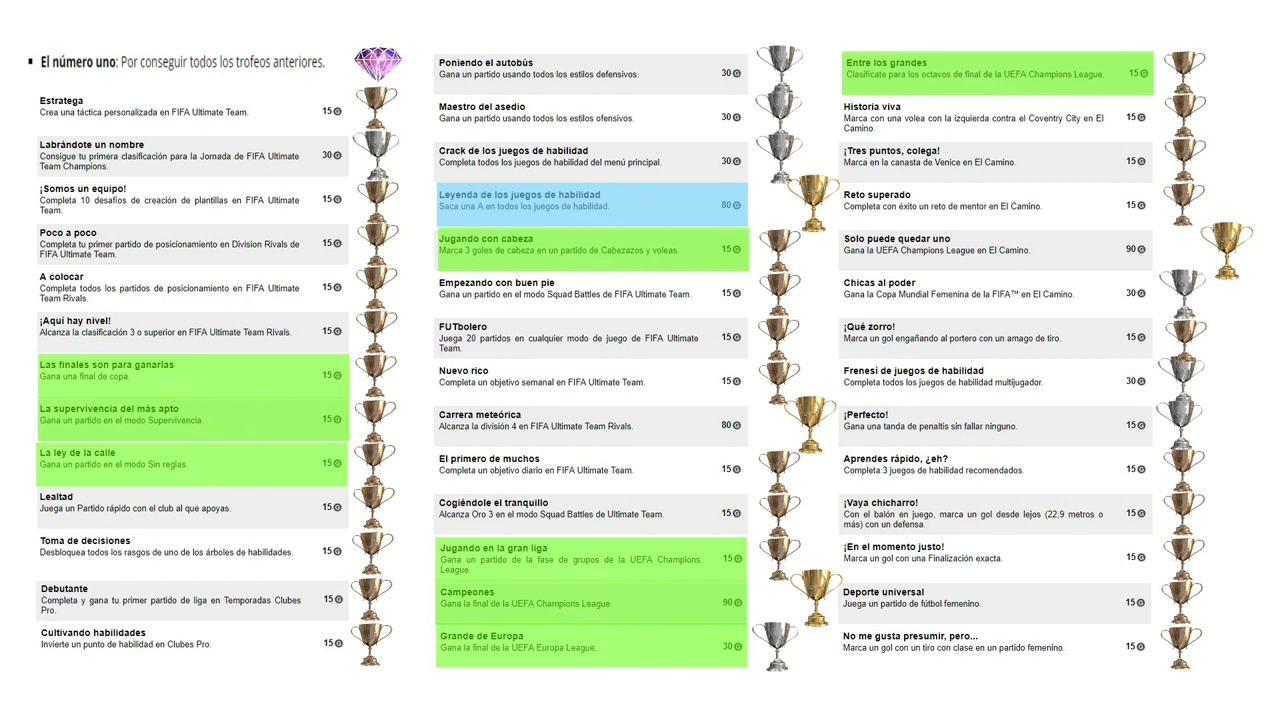 ▪ El número uno: Por conseguir todos los trofeos anteriores.
Estratega
Crea una táctica personalizada en FIFA Ultimate Team.
15 G
Labrándote un nombre
Consigue tu primera clasificación para la Jornada de FIFA Ultimate
Team Champions.
30 G
¡Somos un equipo!
Completa 10 desafíos de creación de plantillas en FIFA Ultimate
Team.
15 G
Poco a poco
Completa tu primer partido de posicionamiento en Division Rivals de
FIFA Ultimate Team.
15 G
A colocar
Completa todos los partidos de posicionamiento en FIFA Ultimate
Team Rivals.
15 G
¡Aquí hay nivel!
Alcanza la clasificación 3 o superior en FIFA Ultimate Team Rivals.
15 G
Las finales son para ganarlas
Gana una final de copa.
15 G
La supervivencia del más apto
Gana un partido en el modo Supervivencia.
15 G
La ley de la calle
Gana un partido en el modo Sin reglas.
15 G
Lealtad
Juega un Partido rápido con el club al que apoyas.
15 G
Toma de decisiones
Desbloquea todos los rasgos de uno de los árboles de habilidades.
15 G
Debutante
Completa y gana tu primer partido de liga en Temporadas Clubes
Pro.
15 G
Cultivando habilidades
Invierte un punto de habilidad en Clubes Pro.
15 G
Poniendo el autobús
Gana un partido usando todos los estilos defensivos.
30 G
Maestro del asedio
Gana un partido usando todos los estilos ofensivos.
30 G
Crack de los juegos de habilidad
Completa todos los juegos de habilidad del menú principal.
30 G
Leyenda de los juegos de habilidad
Saca una A en todos los juegos de habilidad.
80 G
Jugando con cabeza
Marca 3 goles de cabeza en un partido de Cabezazos y voleas.
15 G
Empezando con buen pie
Gana un partido en el modo Squad Battles de FIFA Ultimate Team.
15 G
FUTbolero
Juega 20 partidos en cualquier modo de juego de FIFA Ultimate
Team.
15 G
Nuevo rico
Completa un objetivo semanal en FIFA Ultimate Team.
15 G
Carrera meteórica
Alcanza la división 4 en FIFA Ultimate Team Rivals.
80 G
El primero de muchos
Completa un objetivo diario en FIFA Ultimate Team.
15 G
Cogiéndole el tranquillo
Alcanza Oro 3 en el modo Squad Battles de Ultimate Team.
15 G
Jugando en la gran liga
Gana un partido de la fase de grupos de la UEFA Champions
League.
15 G
Campeones
Gana la final de la UEFA Champions League.
90 G
Grande de Europa
Gana la final de la UEFA Europa League.
30 G
Entre los grandes
Clasifícate para los octavos de final de la UEFA Champions League.
15 G
Historia viva
Marca con una volea con la izquierda contra el Coventry City en El
Camino.
15 G
¡Tres puntos, colega!
Marca en la canasta de Venice en El Camino.
15 G
Reto superado
Completa con éxito un reto de mentor en El Camino.
15 G
Solo puede quedar uno
Gana la UEFA Champions League en El Camino.
90 G
Chicas al poder
Gana la Copa Mundial Femenina de la FIFA™ en El Camino.
30 G
¡Qué zorro!
Marca un gol engañando al portero con un amago de tiro.
15 G
Frenesí de juegos de habilidad
Completa todos los juegos de habilidad multijugador.
30 G
¡Perfecto!
Gana una tanda de penaltis sin fallar ninguno.
15 G
Aprendes rápido, ¿eh?
Completa 3 juegos de habilidad recomendados.
15 G
¡Vaya chicharro!
Con el balón en juego, marca un gol desde lejos (22,9 metros o
más) con un defensa.
15 G
¡En el momento justo!
Marca un gol con una Finalización exacta.
15 G
Deporte universal
Juega un partido de fútbol femenino.
15 G
No me gusta presumir, pero...
Marca un gol con un tiro con clase en un partido femenino.
15 G